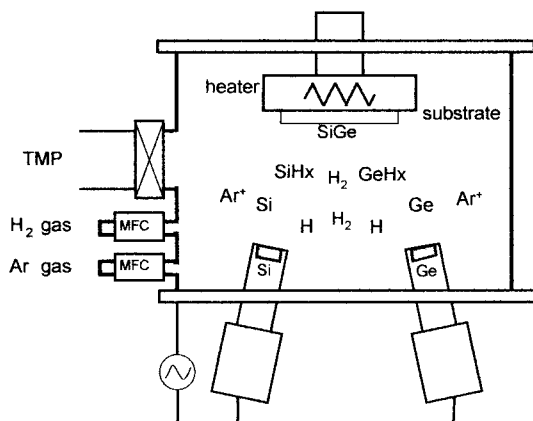 heater
substrate
SiGe
TMP
SiHx H₂ GeHx
Ar⁺ Si Ge Ar⁺
H₂ gas MFC
H H₂ H
Ar gas MFC
Si Ge